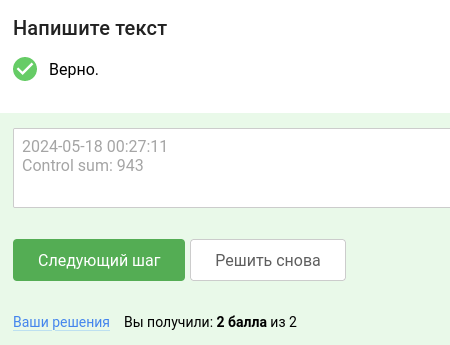 Напишите текст
Верно.
2024-05-18 00:27:11
Control sum: 943
Следующий шаг
Решить снова
Ваши решения Вы получили: 2 балла из 2